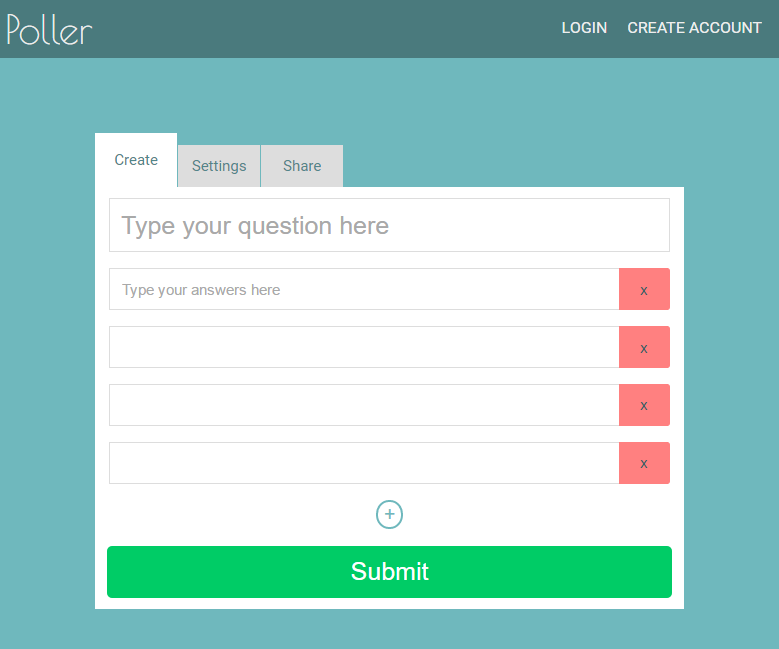 Poller
LOGIN CREATE ACCOUNT
Create Settings Share
Type your question here
Type your answers here x
x
x
x
+
Submit